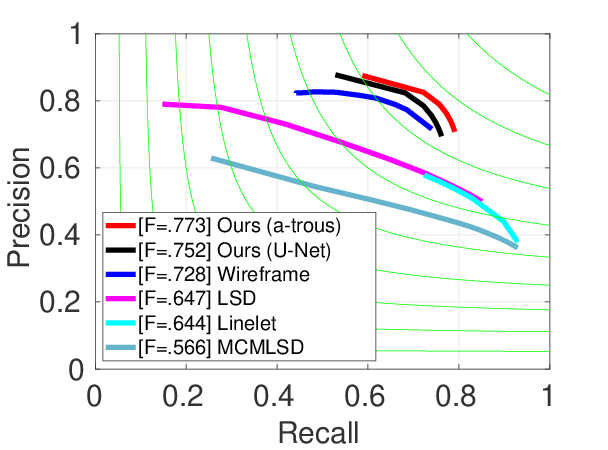 1
0.8
0.6
0.4
0.2
0
Precision
[F=.773] Ours (a-trous)
[F=.752] Ours (U-Net)
[F=.728] Wireframe
[F=.647] LSD
[F=.644] Linelet
[F=.566] MCMLSD
0 0.2 0.4 0.6 0.8 1
Recall